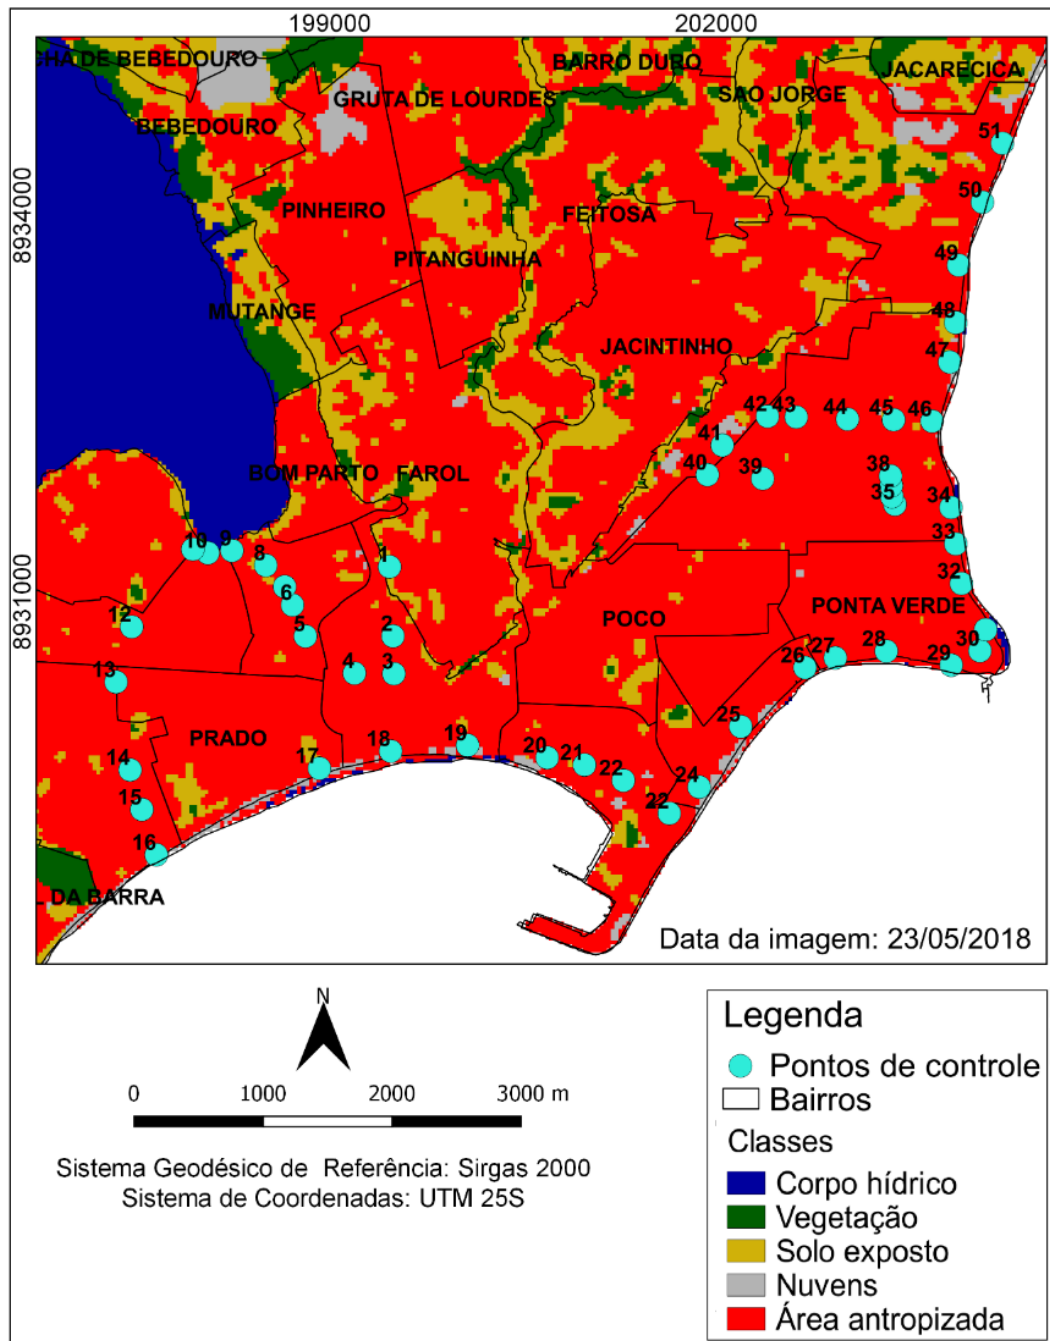 199000
202000
8934000
8931000
CHÃ DE BEBEDOURO
BARRO DURO
JACARECICA
GRUTA DE LOURDES
SAO JORGE
BEBEDOURO
51
50
PINHEIRO
FEITOSA
PITANGUINHA
49
MUTANGE
48
JACINTINHO
47
42
43
44
45
46
41
BOM PARTO
FAROL
40
39
38
35
34
33
10
9
8
1
32
6
PONTA VERDE
12
5
2
POCO
30
13
4
3
26
27
28
29
PRADO
25
14
17
18
19
20
21
22
24
15
22
16
L DA BARRA
Data da imagem: 23/05/2018
N
0
1000
2000
3000 m
Sistema Geodésico de Referência: Sirgas 2000
Sistema de Coordenadas: UTM 25S
Legenda
Pontos de controle
Bairros
Classes
Corpo hídrico
Vegetação
Solo exposto
Nuvens
Área antropizada